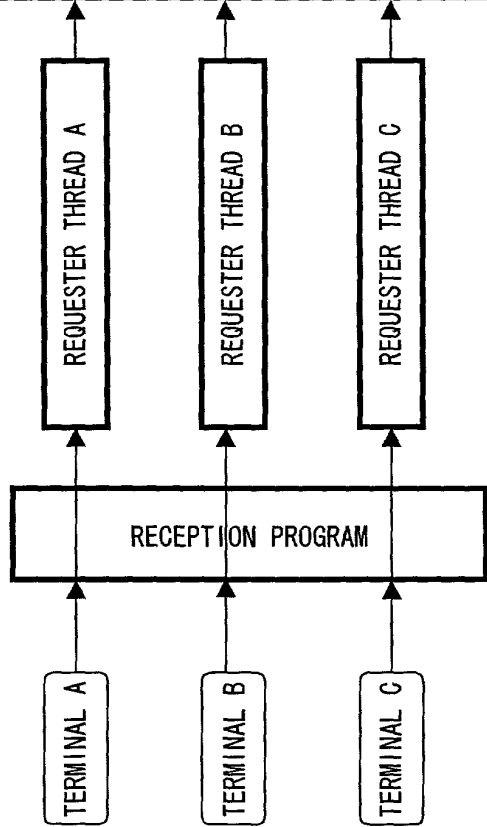 REQUESTER THREAD A
REQUESTER THREAD B
REQUESTER THREAD C
RECEPTION PROGRAM
TERMINAL A
TERMINAL B
TERMINAL C